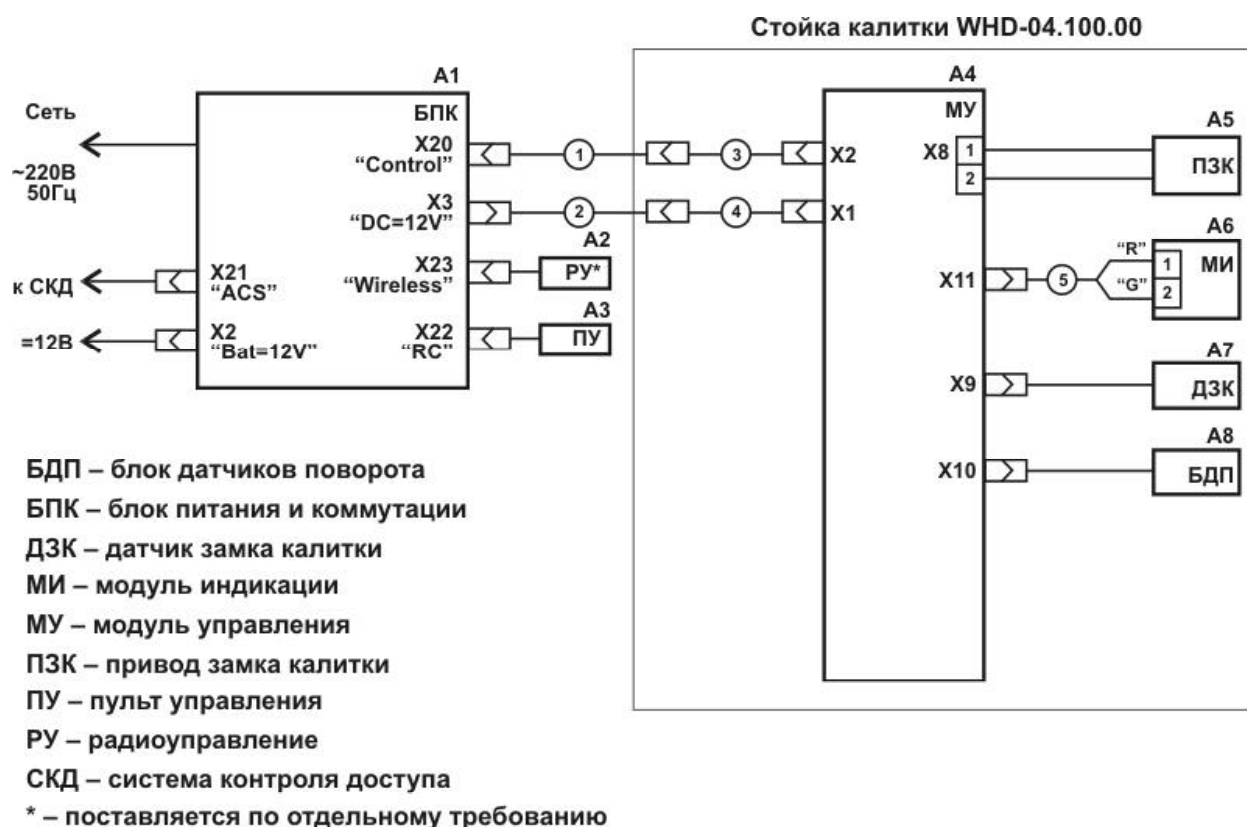 Стойка калитки WHD-04.100.00
A1
A4
Сеть
~220В
50Гц
БПК
X20
“Control”
1
3
X2
МУ
X8
1
2
A5
ПЗК
X3
“DC=12V”
2
4
X1
A2
X23
“Wireless”
РУ*
A6
“R”
“G”
1
2
МИ
X11
5
к СКД
X21
“ACS”
=12В
X2
“Bat=12V”
A3
X22
“RC”
ПУ
A7
X9
ДЗК
A8
X10
БДП
БДП – блок датчиков поворота
БПК – блок питания и коммутации
ДЗК – датчик замка калитки
МИ – модуль индикации
МУ – модуль управления
ПЗК – привод замка калитки
ПУ – пульт управления
РУ – радиоуправление
СКД – система контроля доступа
* – поставляется по отдельному требованию